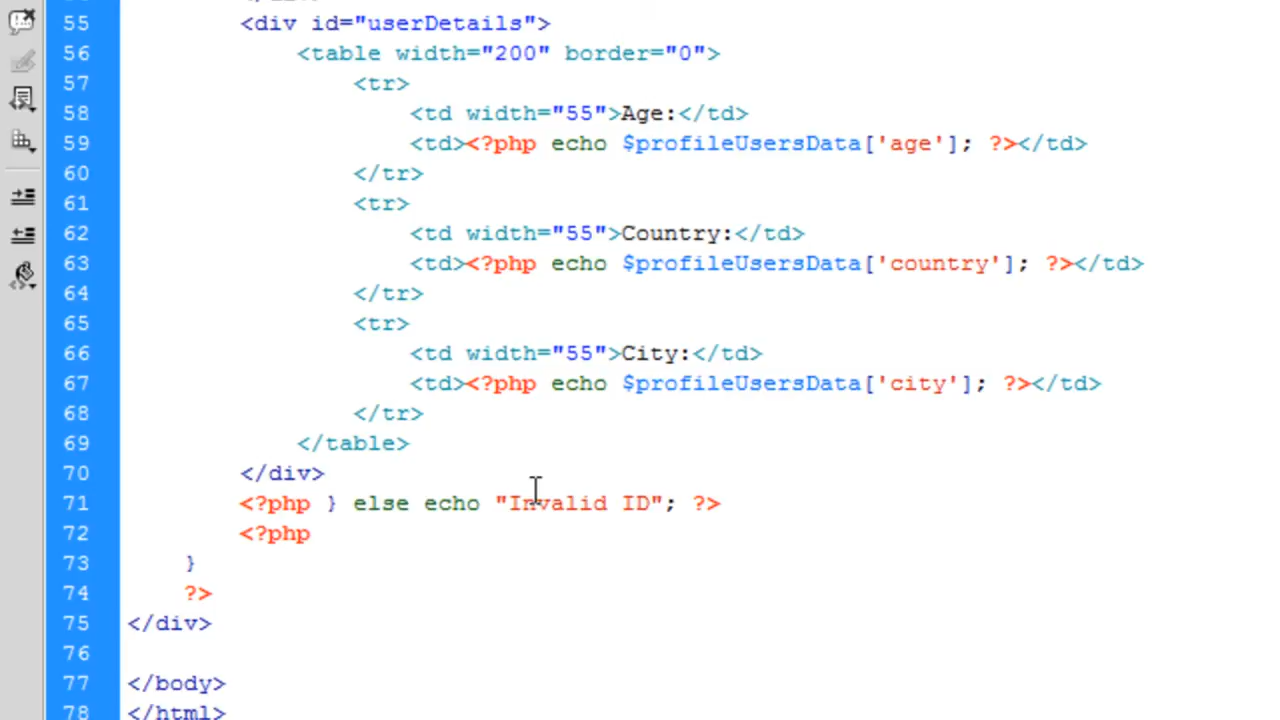 55 <div id="userDetails">
56 <table width="200" border="0">
57 <tr>
58 <td width="55">Age:</td>
59 <td><?php echo $profileUsersData['age']; ?></td>
60 </tr>
61 <tr>
62 <td width="55">Country:</td>
63 <td><?php echo $profileUsersData['country']; ?></td>
64 </tr>
65 <tr>
66 <td width="55">City:</td>
67 <td><?php echo $profileUsersData['city']; ?></td>
68 </tr>
69 </table>
70 </div>
71 <?php } else echo "Invalid ID"; ?>
72 <?php
73 }
74 ?>
75 </div>
76
77 </body>
78 </html>